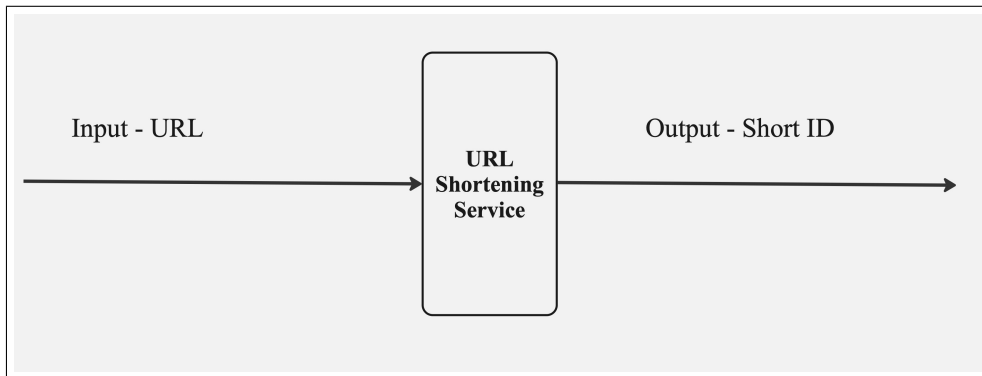 Input - URL
Output - Short ID
URL
Shortening
Service